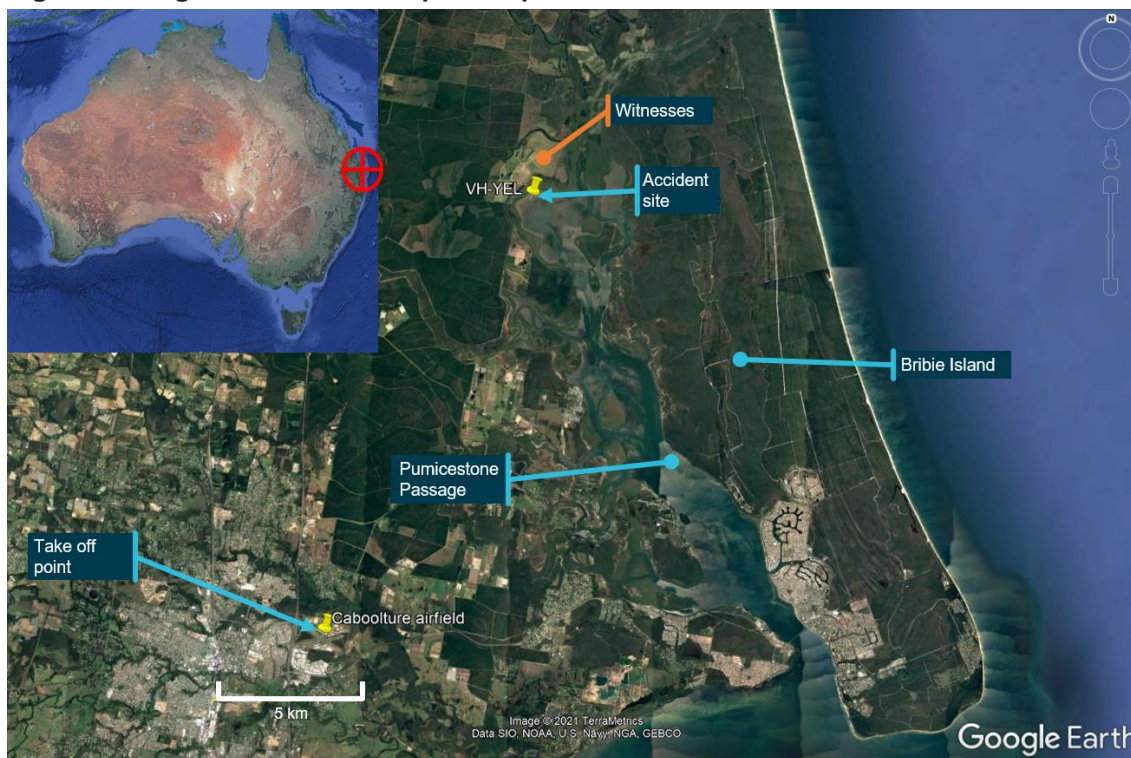 N
Witnesses
VH-YEL
Accident
site
Bribie Island
Pumicestone
Passage
Take off
point
Caboolture airfield
5 km
Image © 2021 TerraMetrics
Data SIO, NOAA, U.S. Navy, NGA, GEBCO
Google Earth